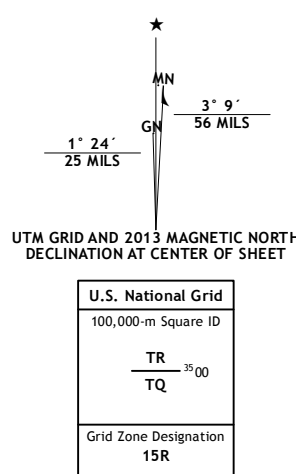 ★
MN
3° 9´
56 MILS
GN
1° 24´
25 MILS
UTM GRID AND 2013 MAGNETIC NORTH
DECLINATION AT CENTER OF SHEET
U.S. National Grid
100,000-m Square ID
TR
3500
TQ
Grid Zone Designation
15R